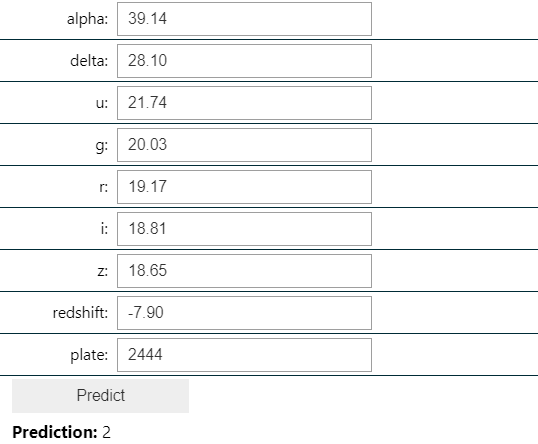 alpha: 39.14
delta: 28.10
u: 21.74
g: 20.03
r: 19.17
i: 18.81
z: 18.65
redshift: -7.90
plate: 2444
Predict
Prediction: 2